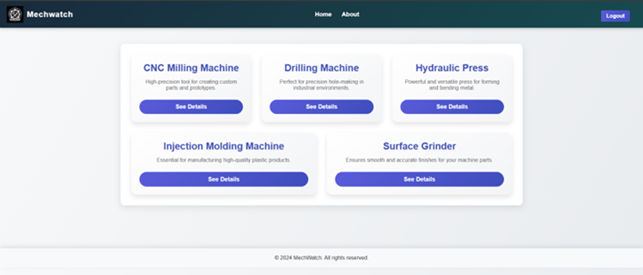 Mechwatch
Home About
Logout
CNC Milling Machine
High-precision tool for creating custom
parts and prototypes.
See Details
Drilling Machine
Perfect for precision hole-making in
industrial environments.
See Details
Hydraulic Press
Powerful and versatile press for forming
and bending metal.
See Details
Injection Molding Machine
Essential for manufacturing high-quality plastic products.
See Details
Surface Grinder
Ensures smooth and accurate finishes for your machine parts.
See Details
© 2024 MechWatch. All rights reserved.